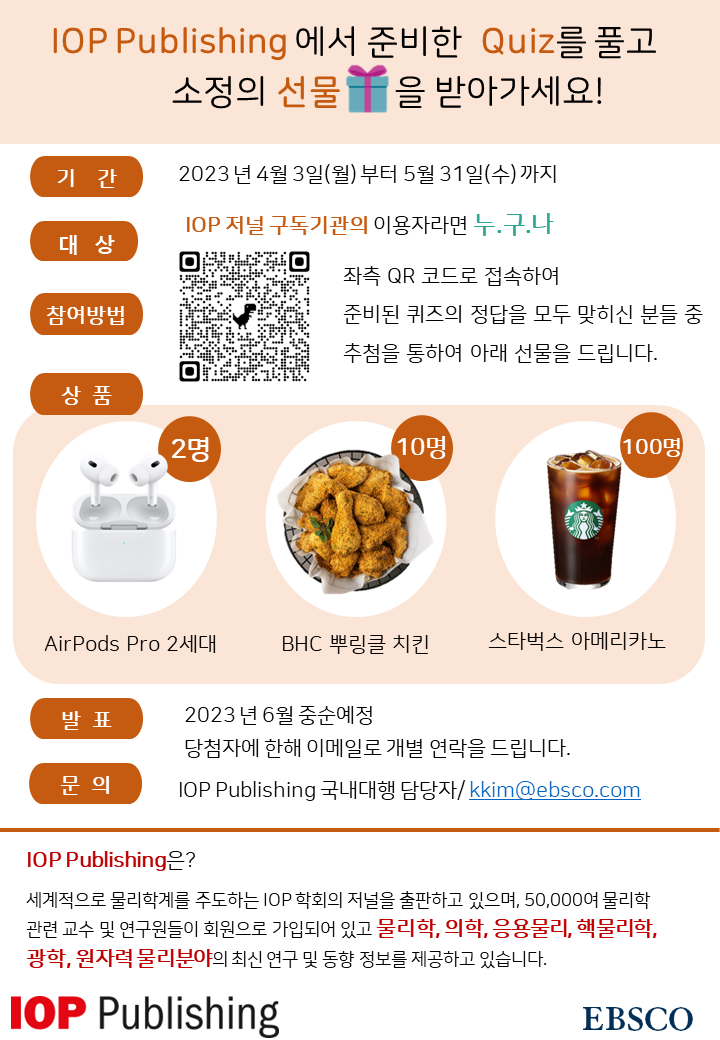 IOP Publishing 에서 준비한 Quiz를 풀고
소정의 선물을 받아가세요!
기 간
2023년 4월 3일(월)부터 5월 31일(수)까지
대 상
IOP 저널 구독기관의 이용자라면 누.구.나
참여방법
좌측 QR 코드로 접속하여
준비된 퀴즈의 정답을 모두 맞히신 분들 중
추첨을 통하여 아래 선물을 드립니다.
상 품
2명
10명
100명
AirPods Pro 2세대
BHC 뿌링클 치킨
스타벅스 아메리카노
발 표
2023년 6월 중순예정
당첨자에 한해 이메일로 개별 연락을 드립니다.
문 의
IOP Publishing 국내대행 담당자/ kkim@ebsco.com
IOP Publishing은?
세계적으로 물리학계를 주도하는 IOP 학회의 저널을 출판하고 있으며, 50,000여 물리학
관련 교수 및 연구원들이 회원으로 가입되어 있고 물리학, 의학, 응용물리, 핵물리학,
광학, 원자력 물리분야의 최신 연구 및 동향 정보를 제공하고 있습니다.
IOP Publishing
EBSCO